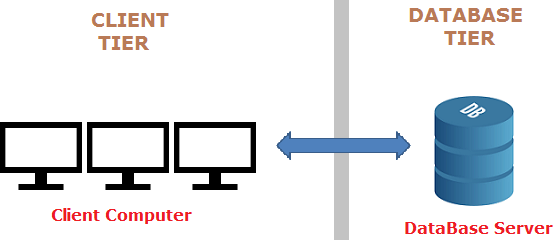 CLIENT
TIER
DATABASE
TIER
DB
Client Computer
DataBase Server